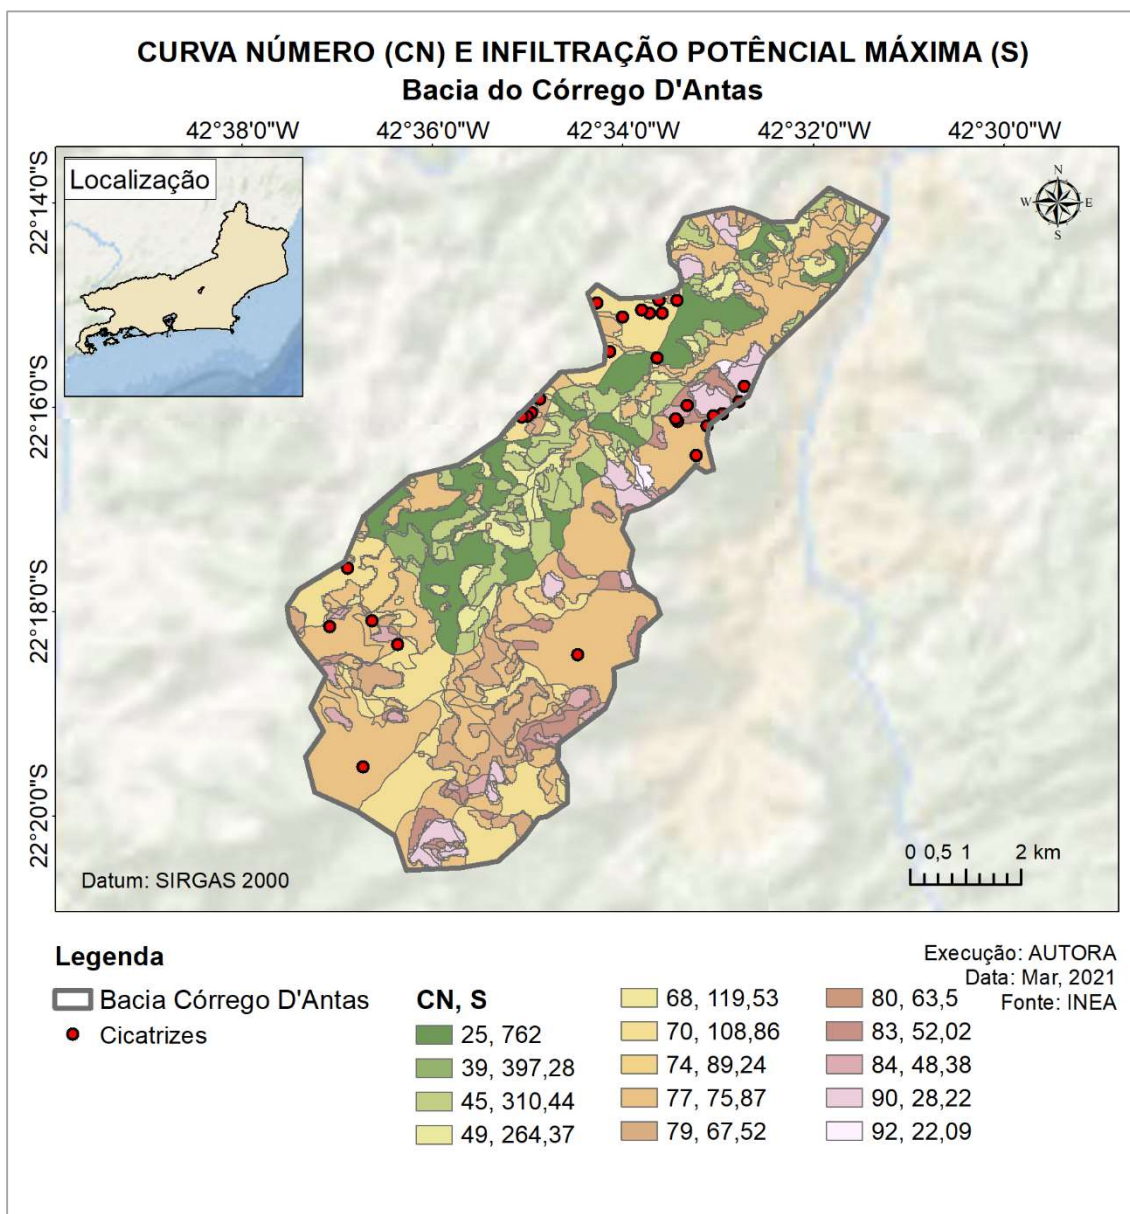 CURVA NÚMERO (CN) E INFILTRAÇÃO POTÊNCIAL MÁXIMA (S)
Bacia do Córrego D'Antas
42°38'0"W 42°36'0"W 42°34'0"W 42°32'0"W 42°30'0"W
22°14'0"S
22°16'0"S
22°18'0"S
22°20'0"S
Localização
N
W E
S
0 0,5 1 2 km
Datum: SIRGAS 2000
Legenda
Bacia Córrego D'Antas
Cicatrizes
CN, S
25, 762
39, 397,28
45, 310,44
49, 264,37
68, 119,53
70, 108,86
74, 89,24
77, 75,87
79, 67,52
80, 63,5
83, 52,02
84, 48,38
90, 28,22
92, 22,09
Execução: AUTORA
Data: Mar, 2021
Fonte: INEA